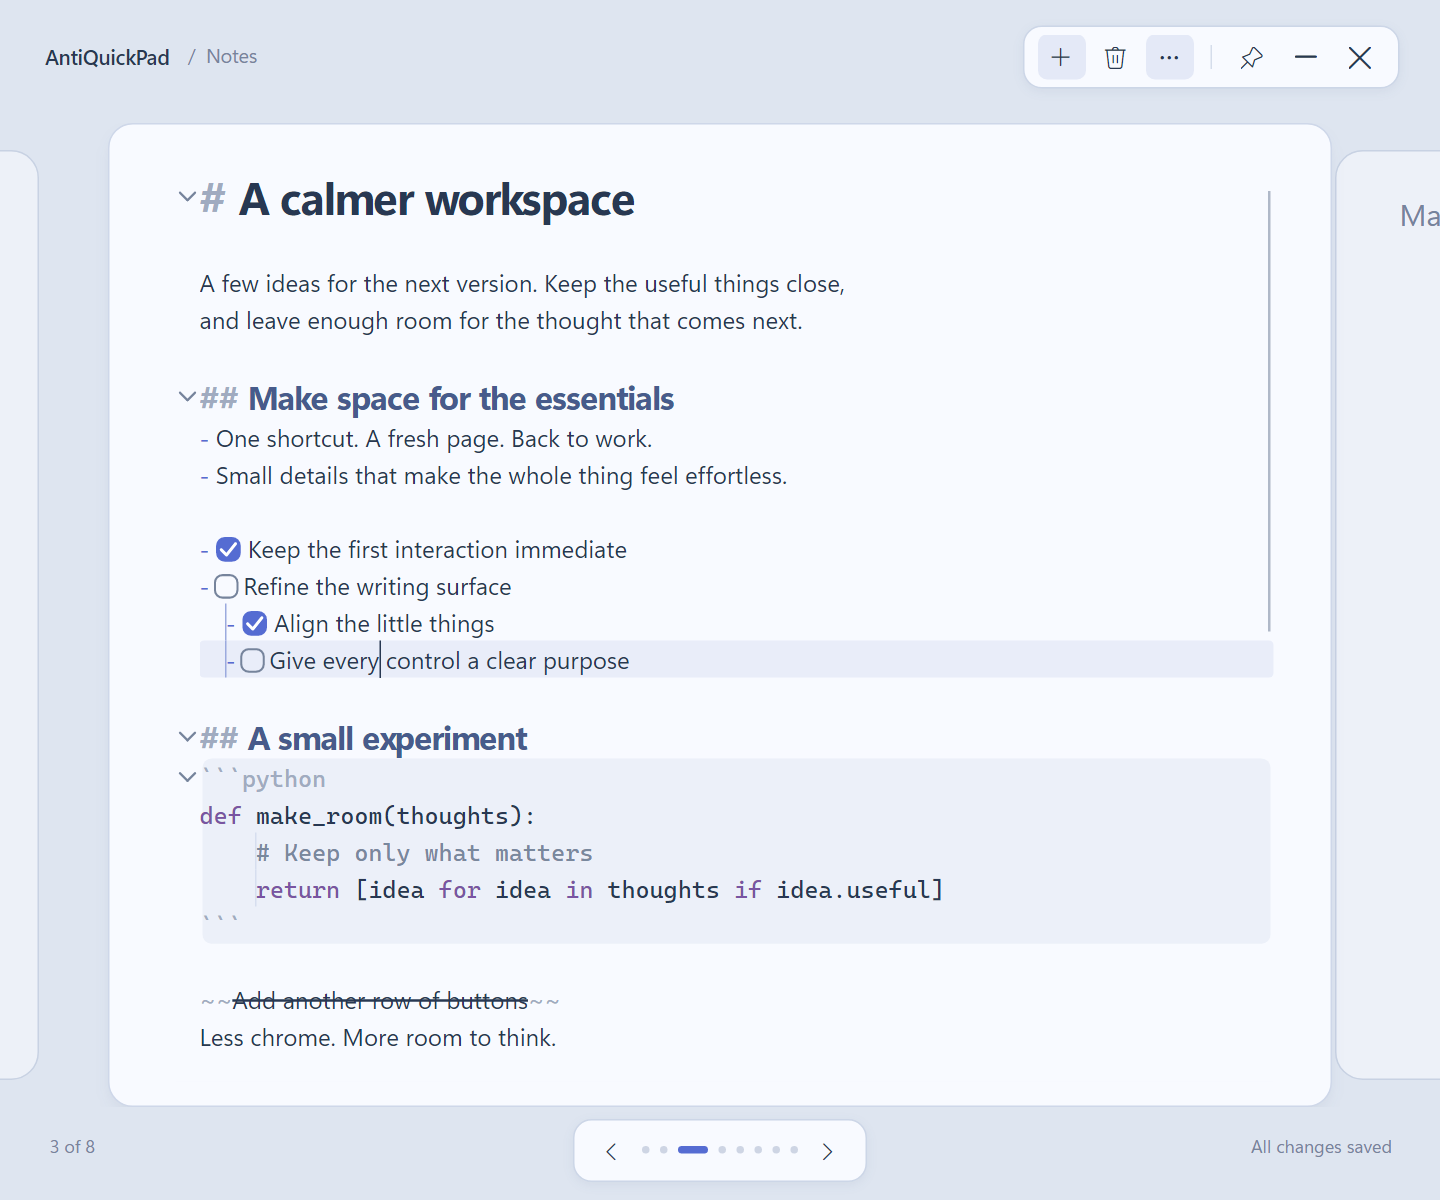 AntiQuickPad / Notes
# A calmer workspace
Ma
A few ideas for the next version. Keep the useful things close,
and leave enough room for the thought that comes next.
## Make space for the essentials
- One shortcut. A fresh page. Back to work.
- Small details that make the whole thing feel effortless.
- Keep the first interaction immediate
- Refine the writing surface
- Align the little things
- Give every control a clear purpose
## A small experiment
```python
def make_room(thoughts):
    # Keep only what matters
    return [idea for idea in thoughts if idea.useful]
```
~~Add another row of buttons~~
Less chrome. More room to think.
3 of 8
All changes saved